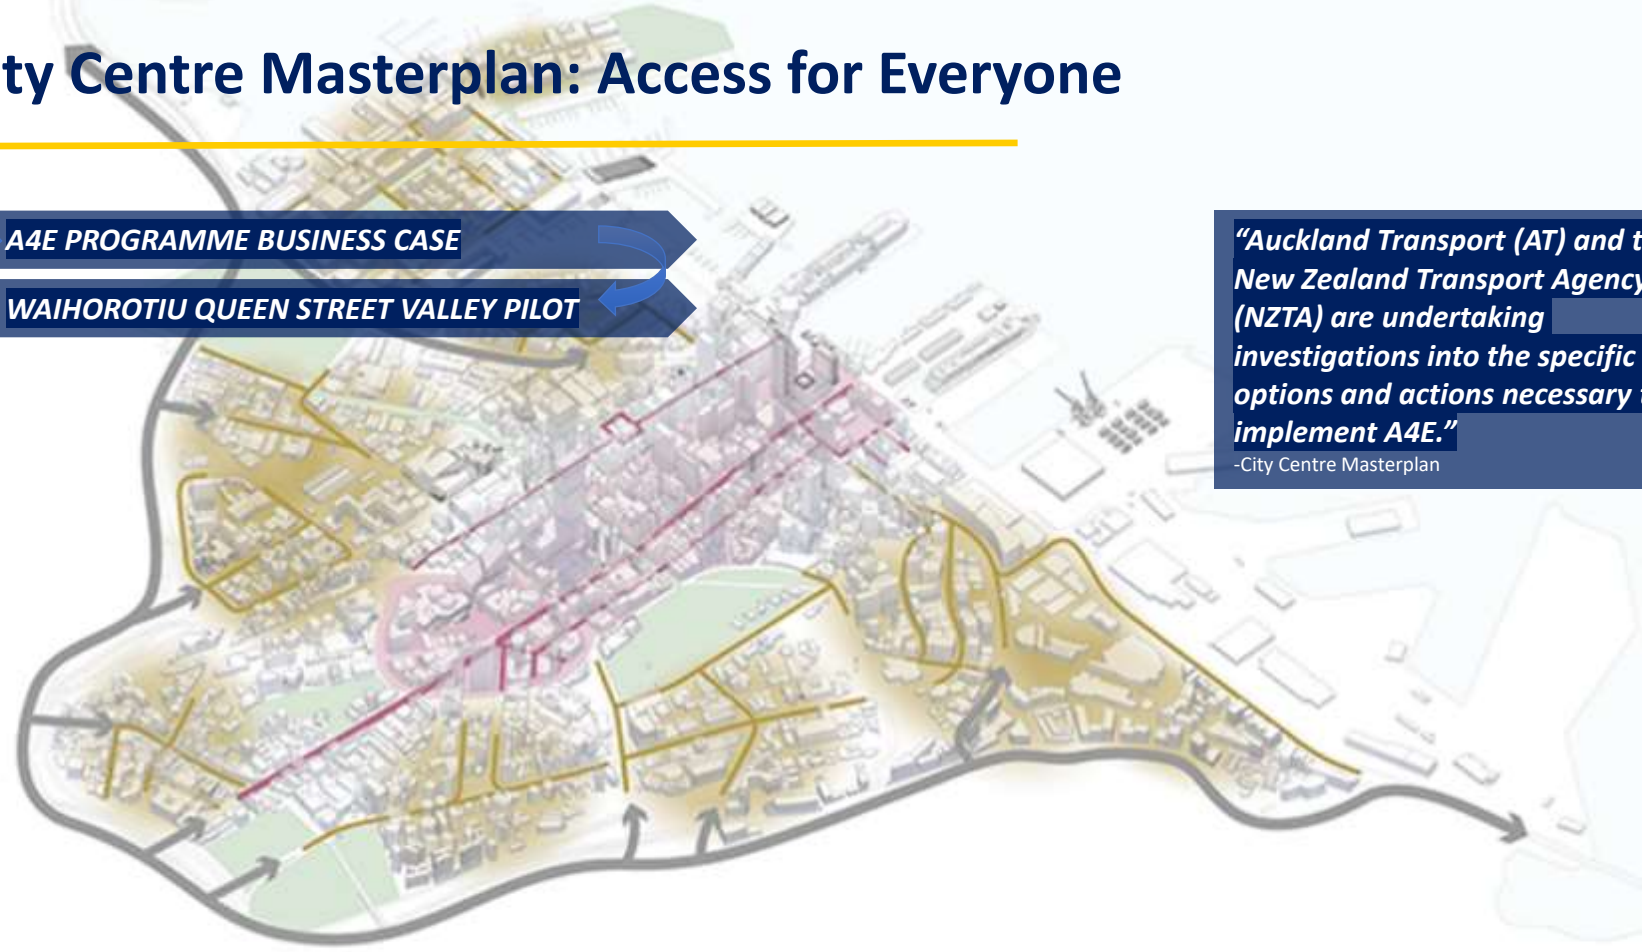 ty Centre Masterplan: Access for Everyone
A4E PROGRAMME BUSINESS CASE
WAIHOROTIU QUEEN STREET VALLEY PILOT
“Auckland Transport (AT) and t
New Zealand Transport Agency
(NZTA) are undertaking
investigations into the specific
options and actions necessary t
implement A4E.”
-City Centre Masterplan